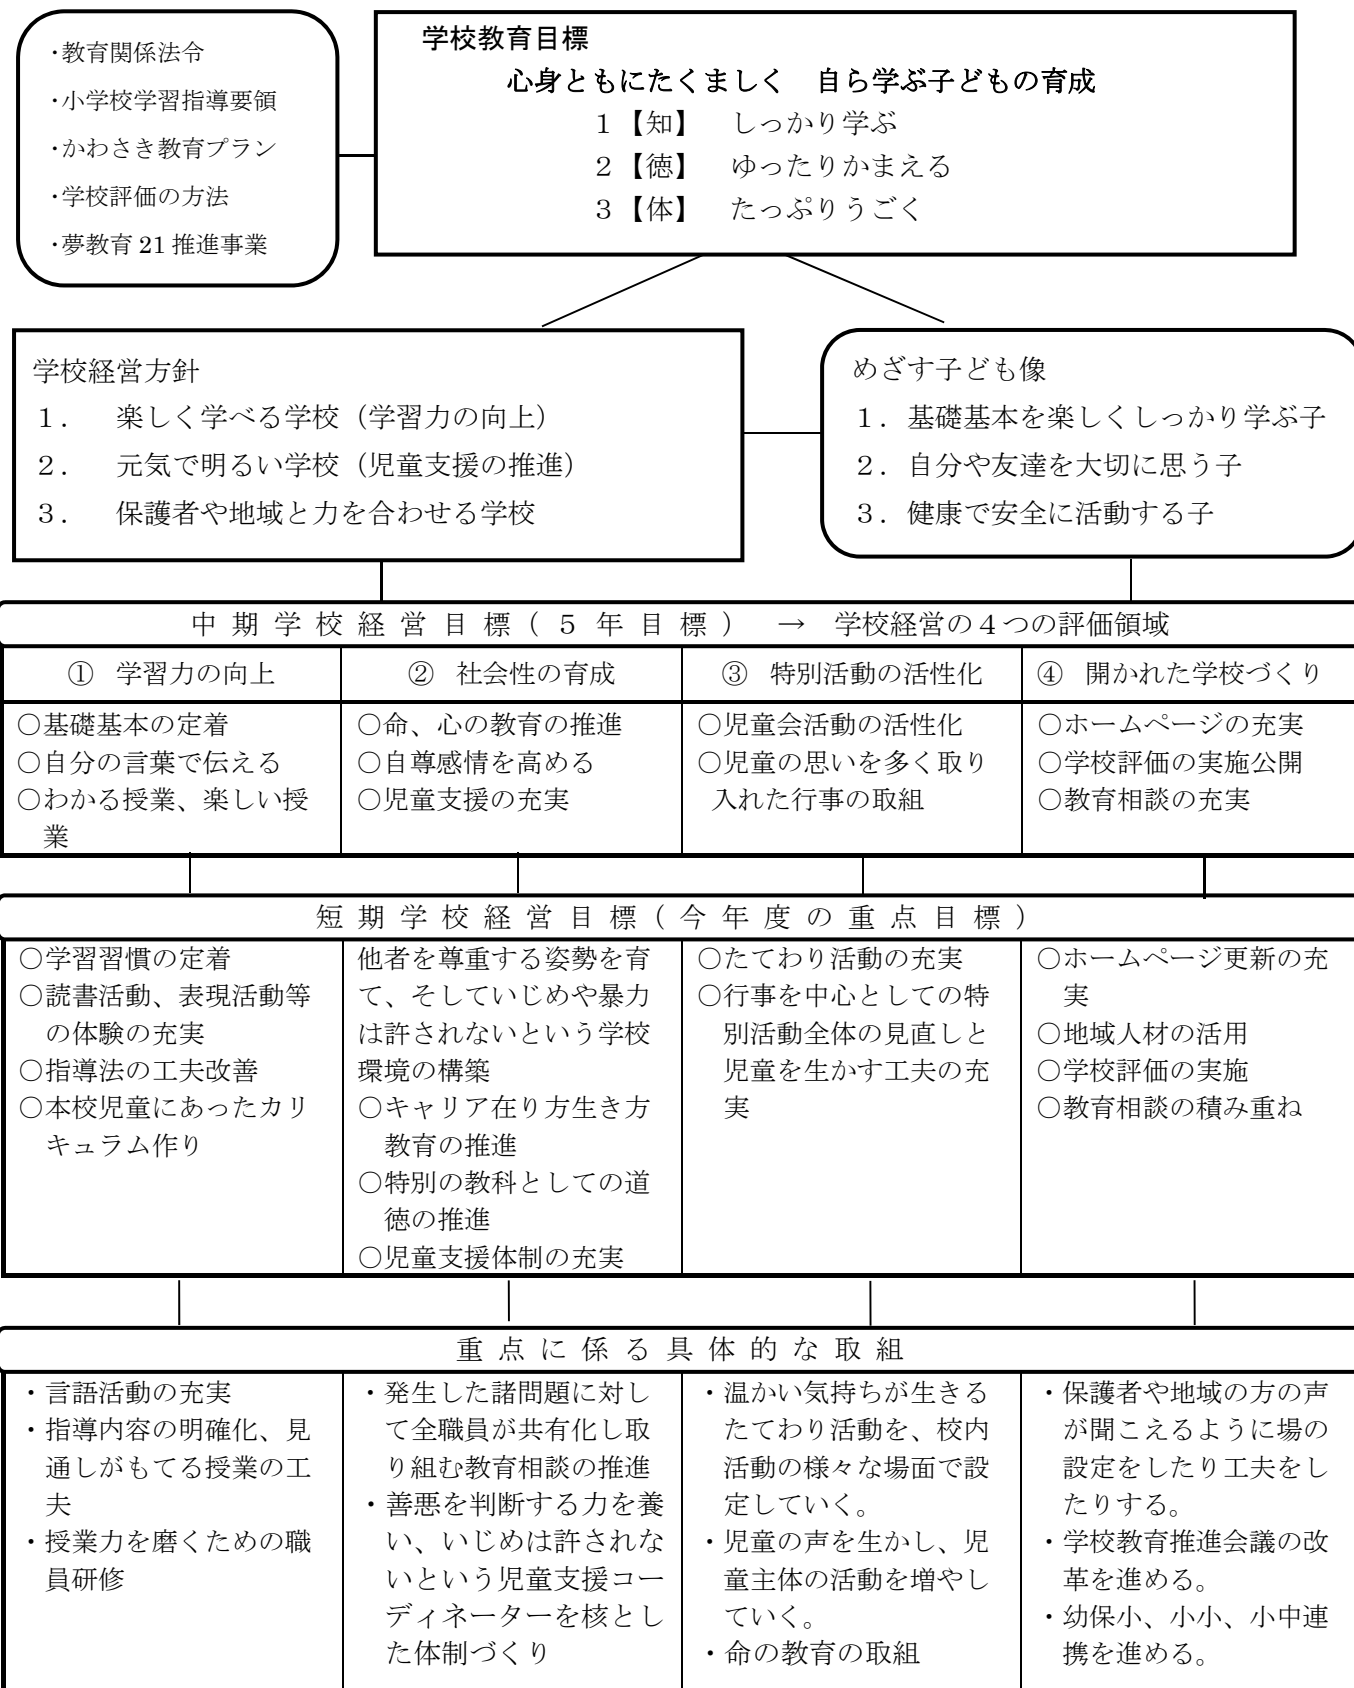 ・教育関係法令
・小学校学習指導要領
・かわさき教育プラン
・学校評価の方法
・夢教育 21 推進事業
学校教育目標
心身ともにたくましく　自ら学ぶ子どもの育成
１【知】　しっかり学ぶ
２【徳】　ゆったりかまえる
３【体】　たっぷりうごく
学校経営方針
１．　楽しく学べる学校（学習力の向上）
２．　元気で明るい学校（児童支援の推進）
３．　保護者や地域と力を合わせる学校
めざす子ども像
１．基礎基本を楽しくしっかり学ぶ子
２．自分や友達を大切に思う子
３．健康で安全に活動する子
中期学校経営目標(５年目標)　→　学校経営の４つの評価領域
①　学習力の向上
○基礎基本の定着
○自分の言葉で伝える
○わかる授業、楽しい授
業
②　社会性の育成
○命、心の教育の推進
○自尊感情を高める
○児童支援の充実
③　特別活動の活性化
○児童会活動の活性化
○児童の思いを多く取り
入れた行事の取組
④　開かれた学校づくり
○ホームページの充実
○学校評価の実施公開
○教育相談の充実
短期学校経営目標(今年度の重点目標)
○学習習慣の定着
○読書活動、表現活動等
の体験の充実
○指導法の工夫改善
○本校児童にあったカリ
キュラム作り
他者を尊重する姿勢を育
て、そしていじめや暴力
は許されないという学校
環境の構築
○キャリア在り方生き方
教育の推進
○特別の教科としての道
徳の推進
○児童支援体制の充実
○たてわり活動の充実
○行事を中心としての特
別活動全体の見直しと
児童を生かす工夫の充
実
○ホームページ更新の充
実
○地域人材の活用
○学校評価の実施
○教育相談の積み重ね
重点に係る具体的な取組
・言語活動の充実
・指導内容の明確化、見
通しがもてる授業の工
夫
・授業力を磨くための職
員研修
・発生した諸問題に対し
て全職員が共有化し取
り組む教育相談の推進
・善悪を判断する力を養
い、いじめは許されな
いという児童支援コー
ディネーターを核とし
た体制づくり
・温かい気持ちが生きる
たてわり活動を、校内
活動の様々な場面で設
定していく。
・児童の声を生かし、児
童主体の活動を増やし
ていく。
・命の教育の取組
・保護者や地域の方の声
が聞こえるように場の
設定をしたり工夫をし
たりする。
・学校教育推進会議の改
革を進める。
・幼保小、小小、小中連
携を進める。